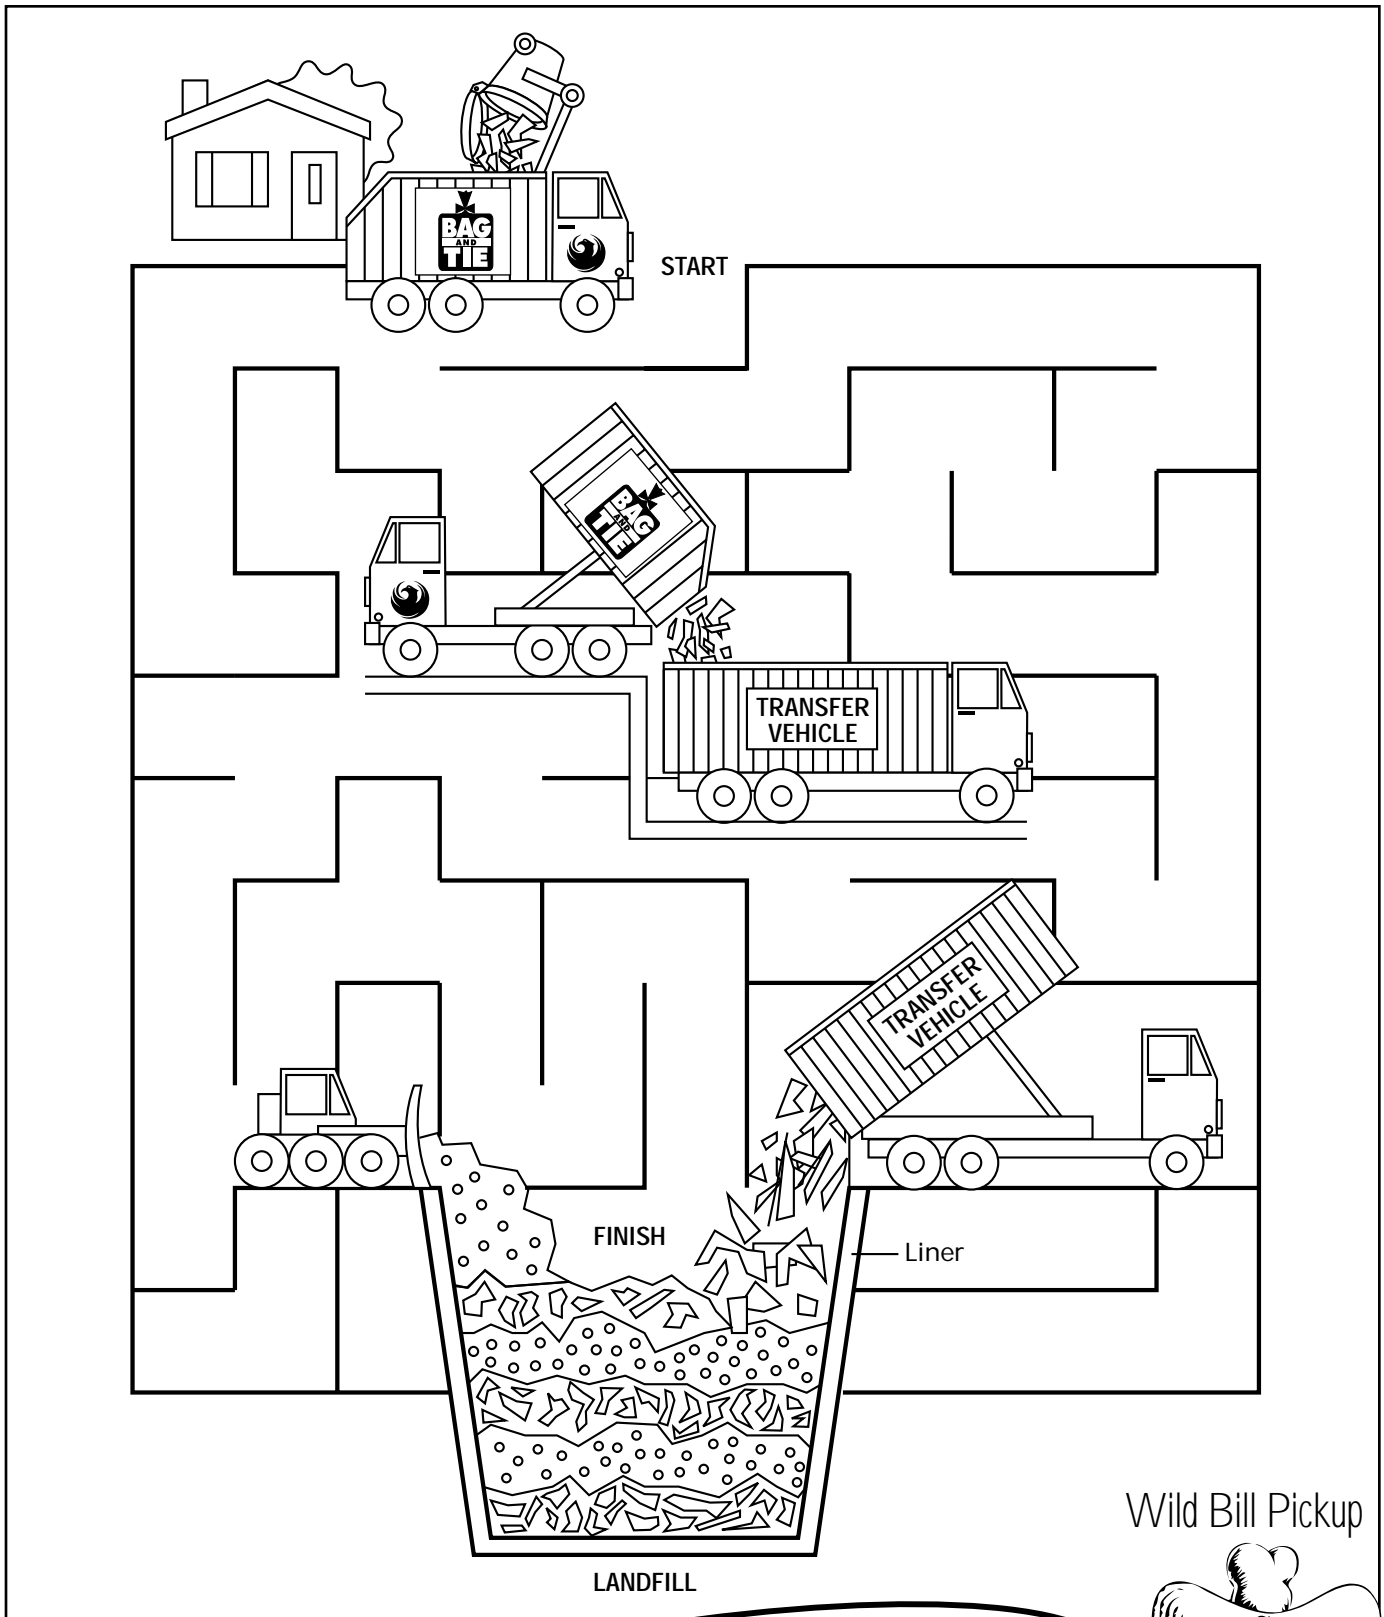 BAG
AND
TIE
START
BAG
AND
TIE
TRANSFER
VEHICLE
TRANSFER
VEHICLE
FINISH
Liner
Wild Bill Pickup
LANDFILL